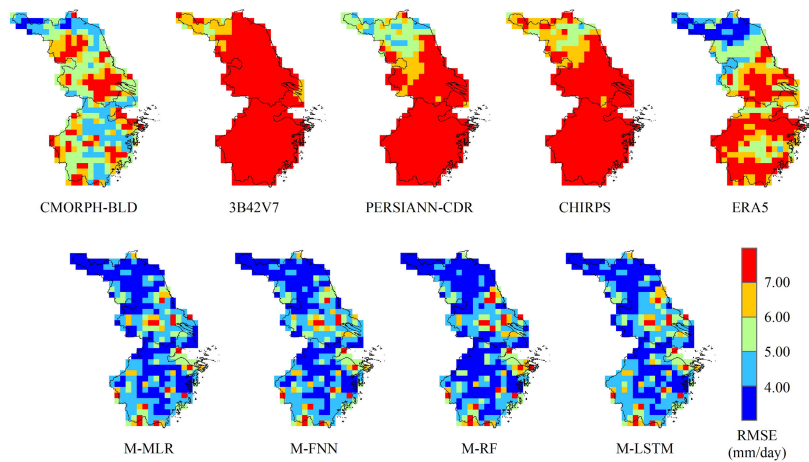 CMORPH-BLD
3B42V7
PERSIANN-CDR
CHIRPS
ERA5
7.00
6.00
5.00
4.00
M-MLR
M-FNN
M-RF
M-LSTM
RMSE
(mm/day)